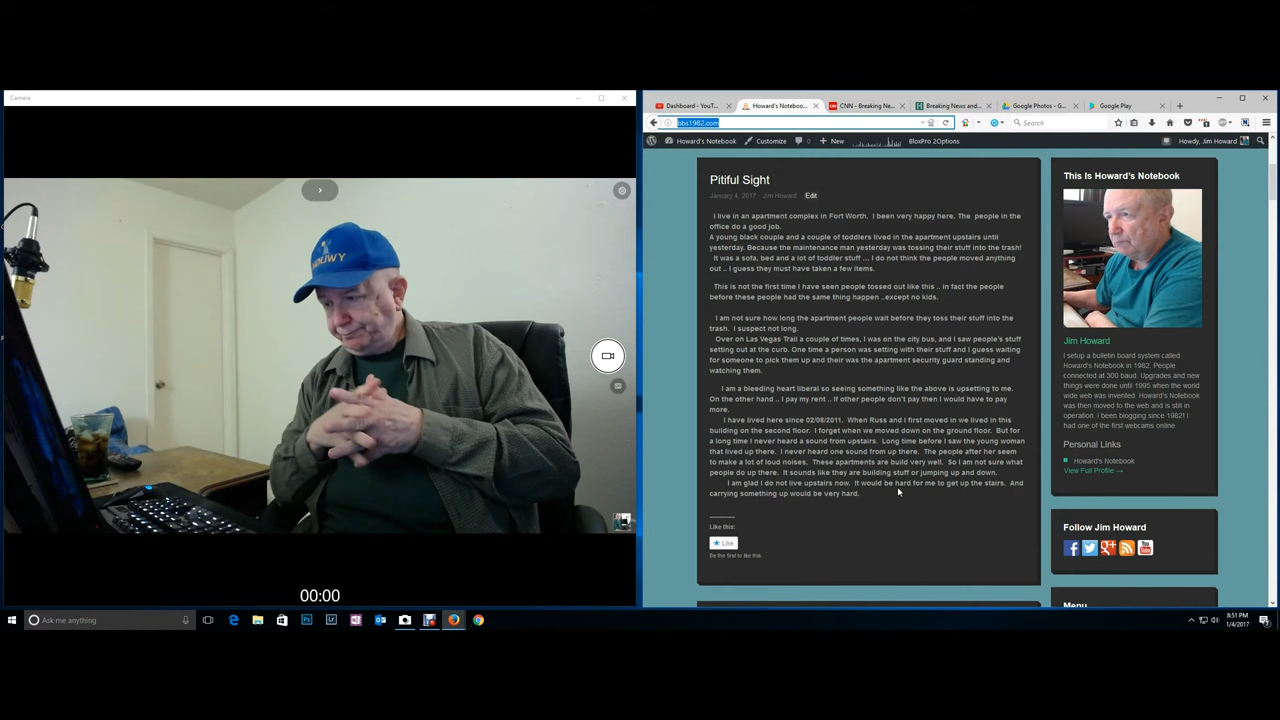 Camera
Dashboard - YouT...
Howard's Noteboo...
CNN - Breaking Ne...
Breaking News and...
Google Photos - G...
Google Play
bbs1982.com
Search
Howard's Notebook
Customize
0
New
BloxPro 2Options
Howdy, Jim Howard
Pitiful Sight
January 4, 2017 Jim Howard Edit
I live in an apartment complex in Fort Worth. I been very happy here. The people in the
office do a good job.
A young black couple and a couple of toddlers lived in the apartment upstairs until
yesterday. Because the maintenance man yesterday was tossing their stuff into the trash!
It was a sofa, bed and a lot of toddler stuff ... I do not think the people moved anything
out .. I guess they must have taken a few items.
This is not the first time I have seen people tossed out like this .. in fact the people
before these people had the same thing happen ..except no kids.
I am not sure how long the apartment people wait before they toss their stuff into the
trash. I suspect not long.
Over on Las Vegas Trail a couple of times, I was on the city bus, and I saw people's stuff
setting out at the curb. One time a person was setting with their stuff and I guess waiting
for someone to pick them up and their was the apartment security guard standing and
watching them.
I am a bleeding heart liberal so seeing something like the above is upsetting to me.
On the other hand .. I pay my rent .. If other people don't pay then I would have to pay
more.
I have lived here since 02/08/2011. When Russ and I first moved in we lived in this
building on the second floor. I forget when we moved down on the ground floor. But for
a long time I never heard a sound from upstairs. Long time before I saw the young woman
that lived up there. I never heard one sound from up there. The people after her seem
to make a lot of loud noises. These apartments are build very well. So I am not sure what
people do up there. It sounds like they are building stuff or jumping up and down.
I am glad I do not live upstairs now. It would be hard for me to get up the stairs. And
carrying something up would be very hard.
Like this:
Like
Be the first to like this.
This Is Howard's Notebook
Jim Howard
I setup a bulletin board system called
Howard's Notebook in 1982. People
connected at 300 baud. Upgrades and new
things were done until 1995 when the world
wide web was invented. Howard's Notebook
was then moved to the web and is still in
operation. i been blogging since 1982! I
had one of the first webcams online
Personal Links
Howard's Notebook
View Full Profile →
Follow Jim Howard
You
Tube
Menu
00:00
Ask me anything
8:51 PM
1/4/2017